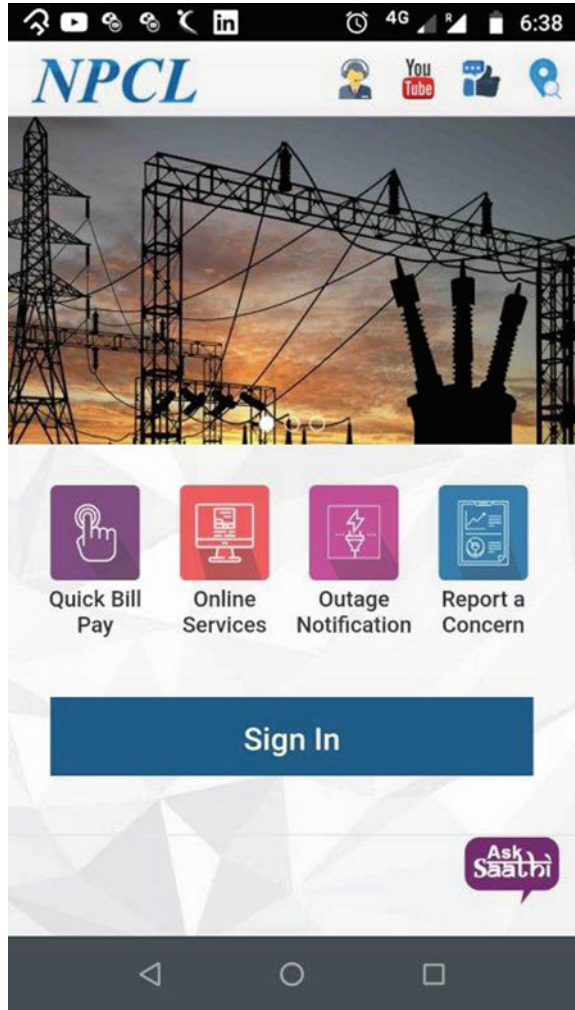 in
4G
R
6:38
NPCL
You
Tube
Quick Bill
Pay
Online
Services
Outage
Notification
Report a
Concern
Sign In
Ask
Saathi